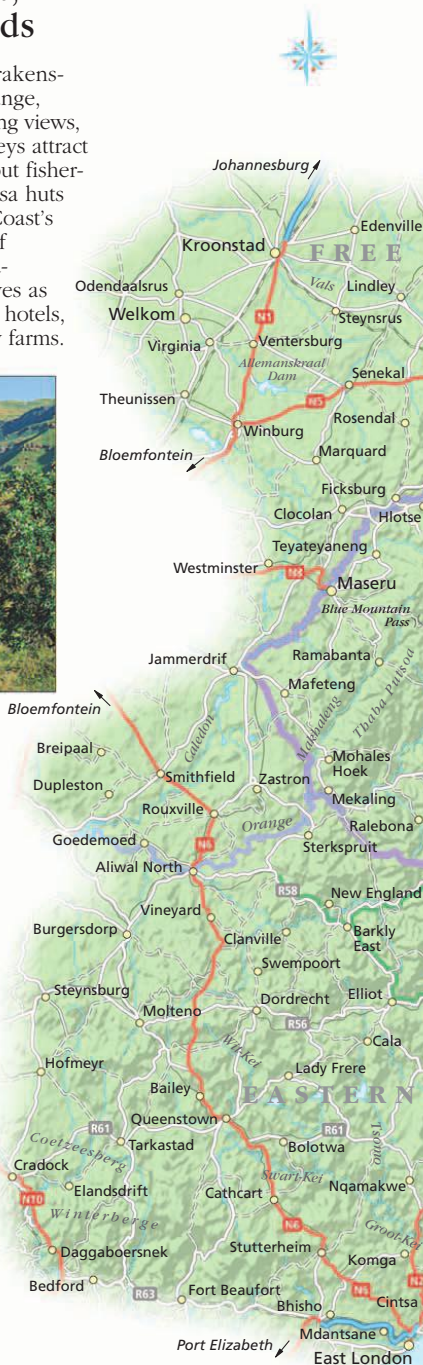 ds
rakens-
nge,
ng views,
eys attract
out fisher-
sa huts
Coast's
f
-
ves as
hotels,
y farms.
Johannesburg
Edenville
Kroonstad
FREE
Vals
Lindley
Odendaalsrus
Welkom
N1
Steynsrus
Virginia
Ventersburg
Allemanskraal
Dam
Senekal
Theunissen
N5
Rosendal
Winburg
Bloemfontein
Marquard
Ficksburg
Clocolan
Hlotse
Teyateyaneng
Westminster
N8
Maseru
Blue Mountain
Pass
Jammerdrif
Ramabanta
Thaba Putsoa
Mafeteng
Bloemfontein
Makhaleng
Caledon
Breipaal
Mohales
Hoek
Smithfield
Zastron
Dupleston
Mekaling
Rouxville
Orange
Ralebona
Goedemoed
N6
Sterkspruit
Aliwal North
R58
New England
Vineyard
Burgersdorp
Clanville
Barkly
East
Swempoort
Steynsburg
Dordrecht
Elliot
Molteno
R56
Wit-Kei
Cala
Hofmeyr
Lady Frere
Bailey
EASTERN
Queenstown
R61
R61
Tsomo
Coetzeesberg
Tarkastad
Bolotwa
Cradock
Swart-Kei
Elandsdrift
Nqamakwe
N10
Cathcart
Winterberge
N6
Groot-Kei
Daggaboersnek
Stutterheim
Komga
Bedford
R63
Fort Beaufort
N6
N2
Cintsa
Bhisho
Mdantsane
Port Elizabeth
East London